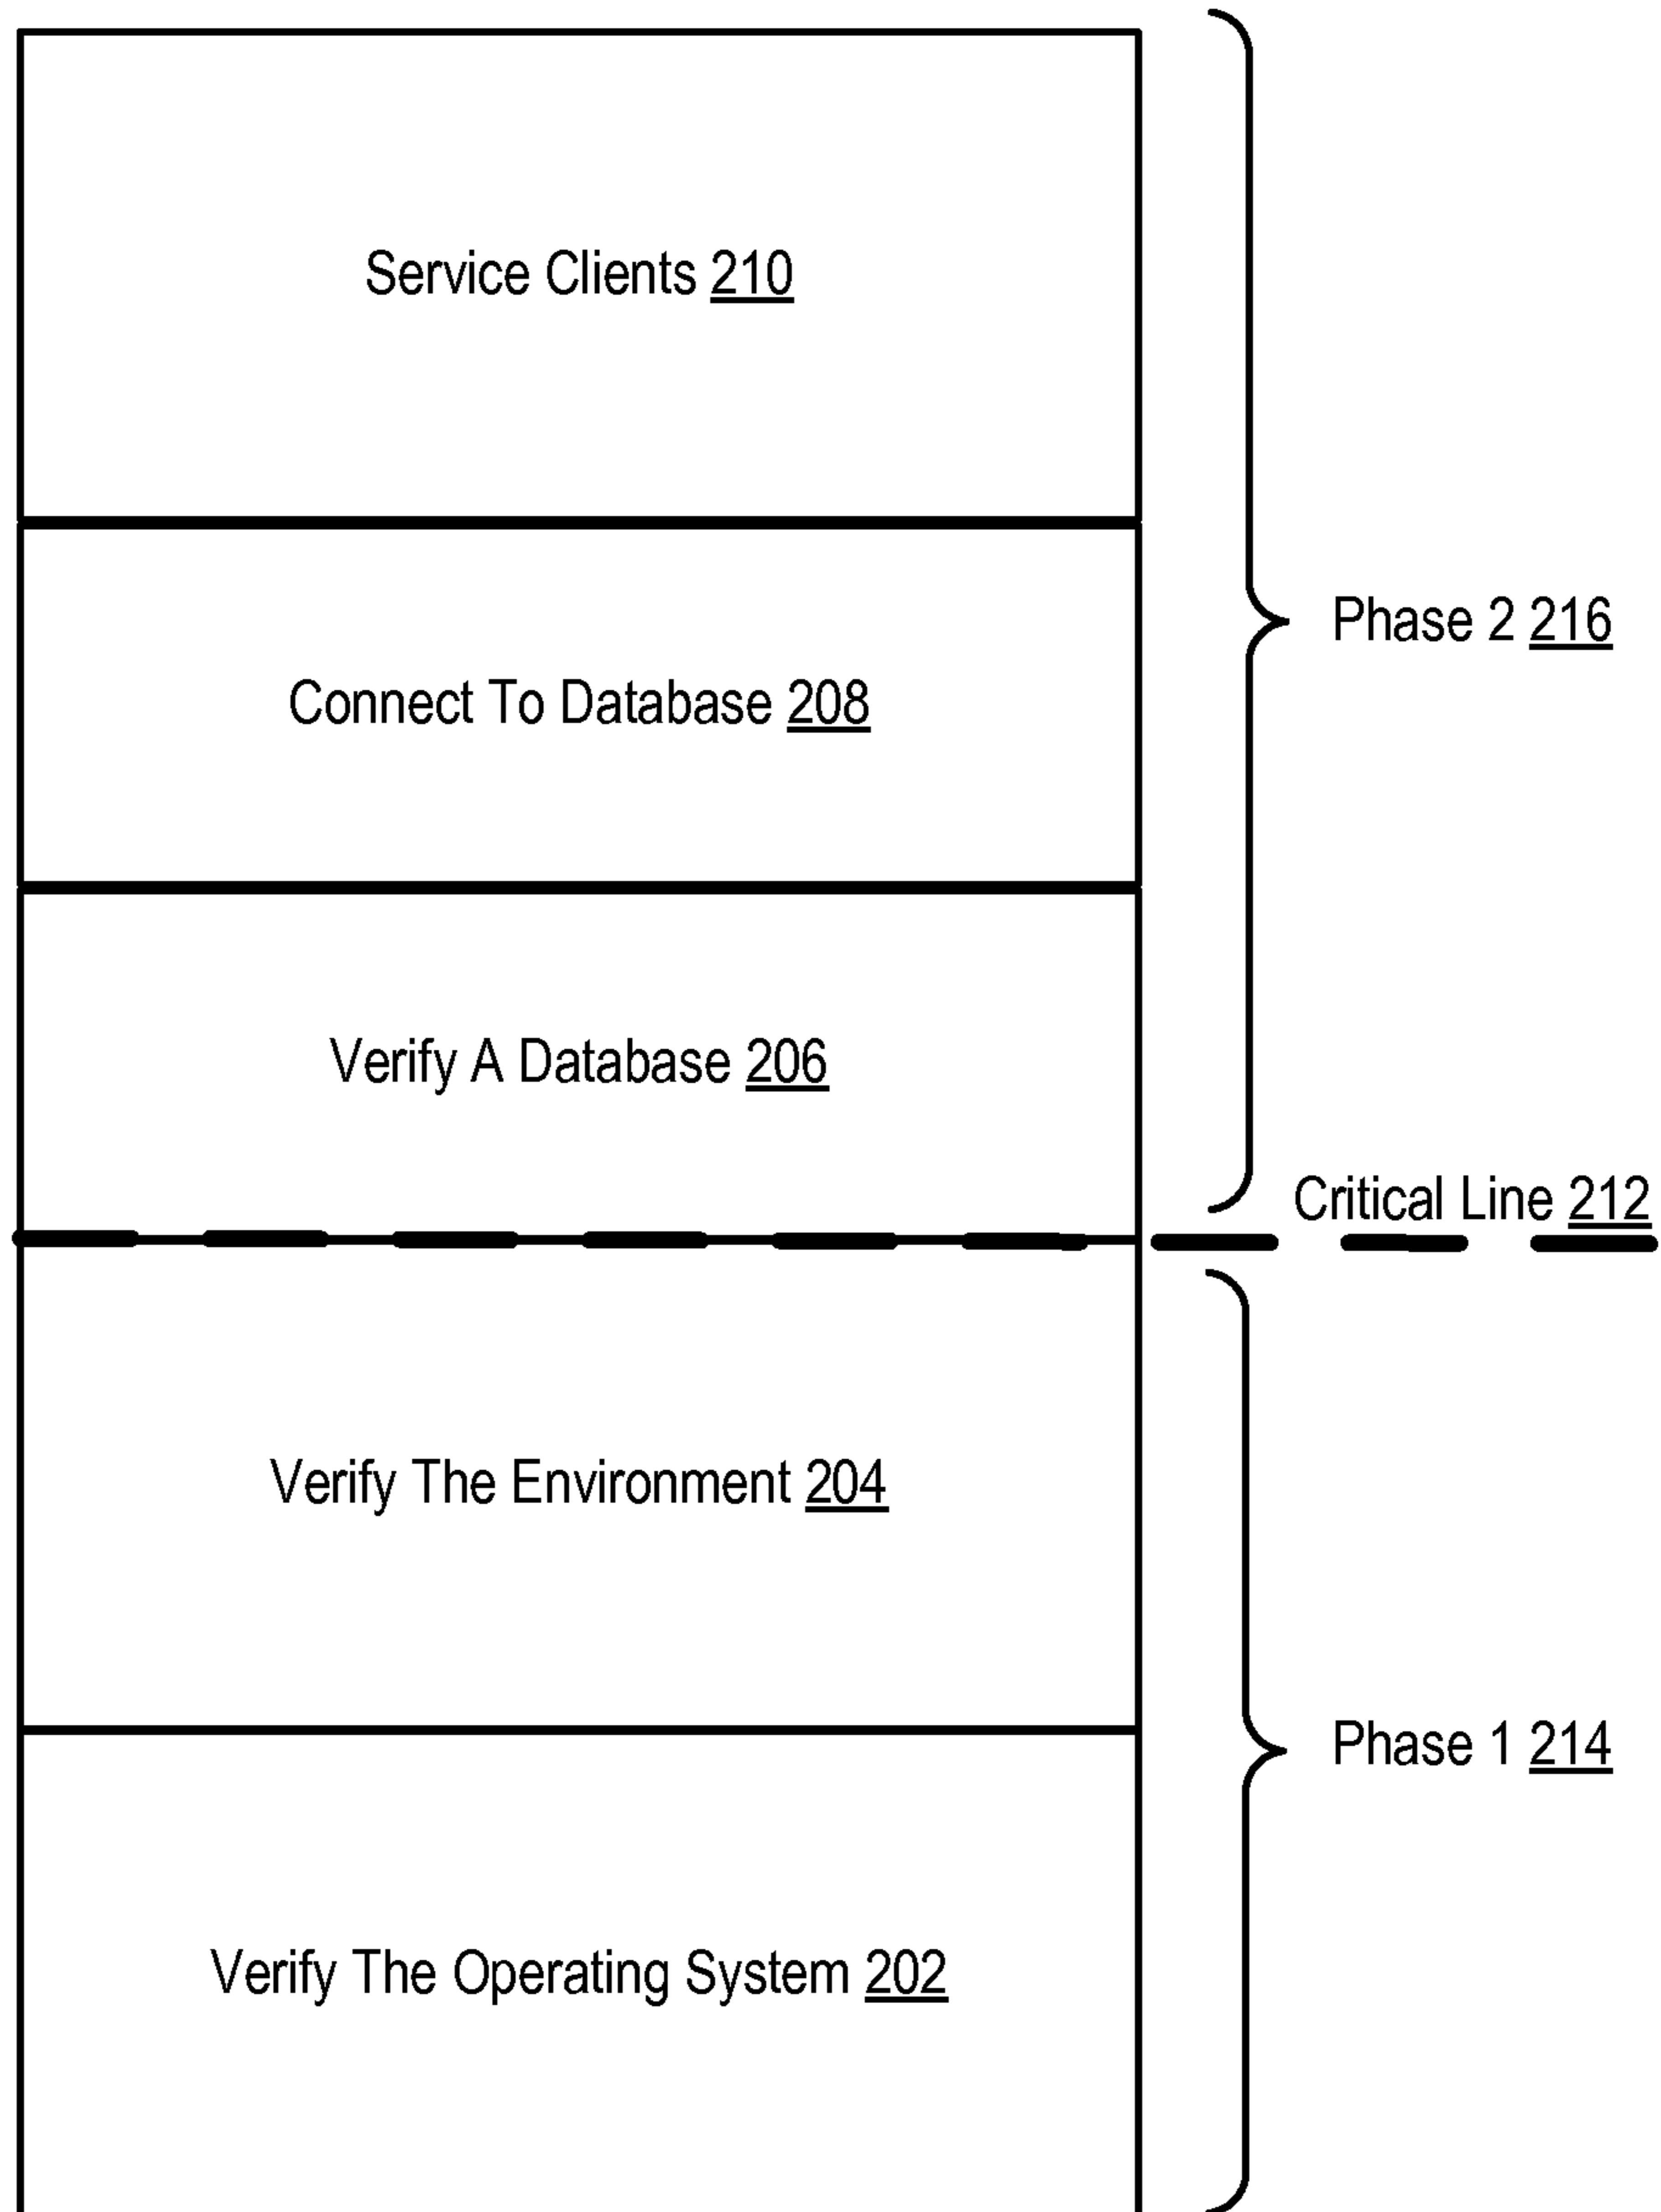 Service Clients 210
Phase 2 216
Connect To Database 208
Verify A Database 206
Critical Line 212
Verify The Environment 204
Phase 1 214
Verify The Operating System 202